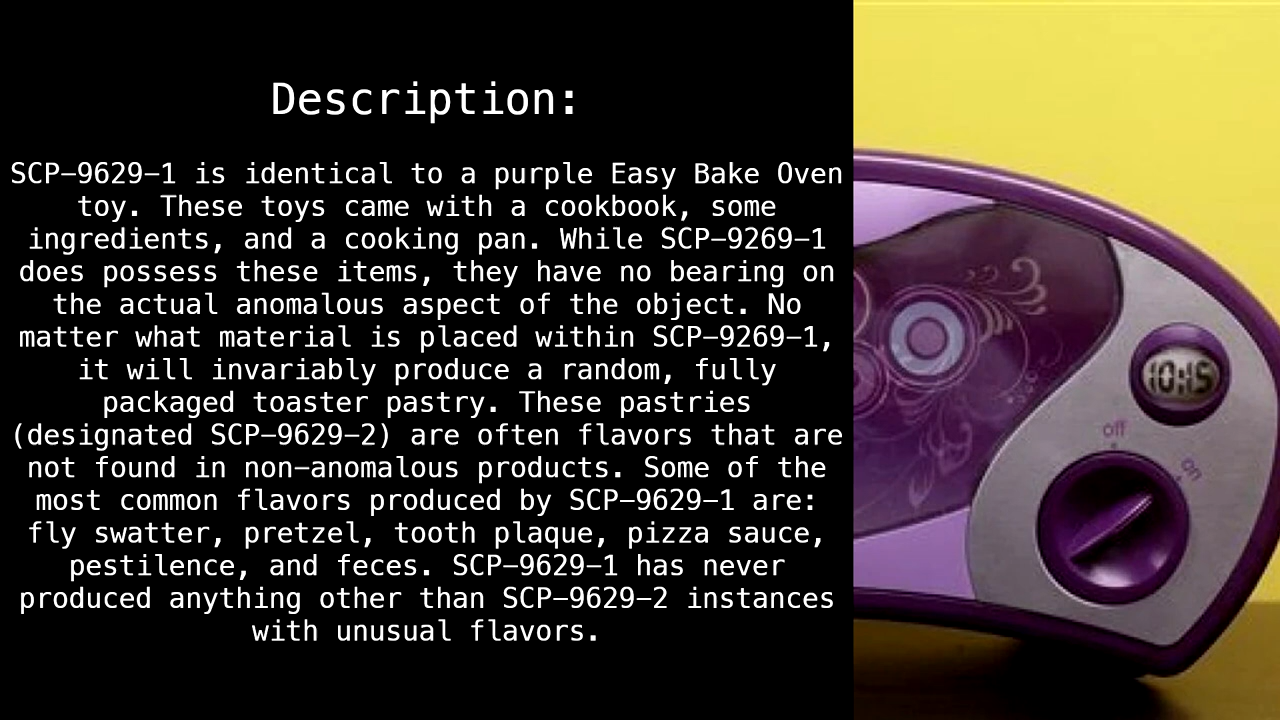 Description:
SCP-9629-1 is identical to a purple Easy Bake Oven
toy. These toys came with a cookbook, some
ingredients, and a cooking pan. While SCP-9269-1
does possess these items, they have no bearing on
the actual anomalous aspect of the object. No
matter what material is placed within SCP-9269-1,
it will invariably produce a random, fully
packaged toaster pastry. These pastries
(designated SCP-9629-2) are often flavors that are
not found in non-anomalous products. Some of the
most common flavors produced by SCP-9629-1 are:
fly swatter, pretzel, tooth plaque, pizza sauce,
pestilence, and feces. SCP-9629-1 has never
produced anything other than SCP-9629-2 instances
with unusual flavors.
10:15
off
on